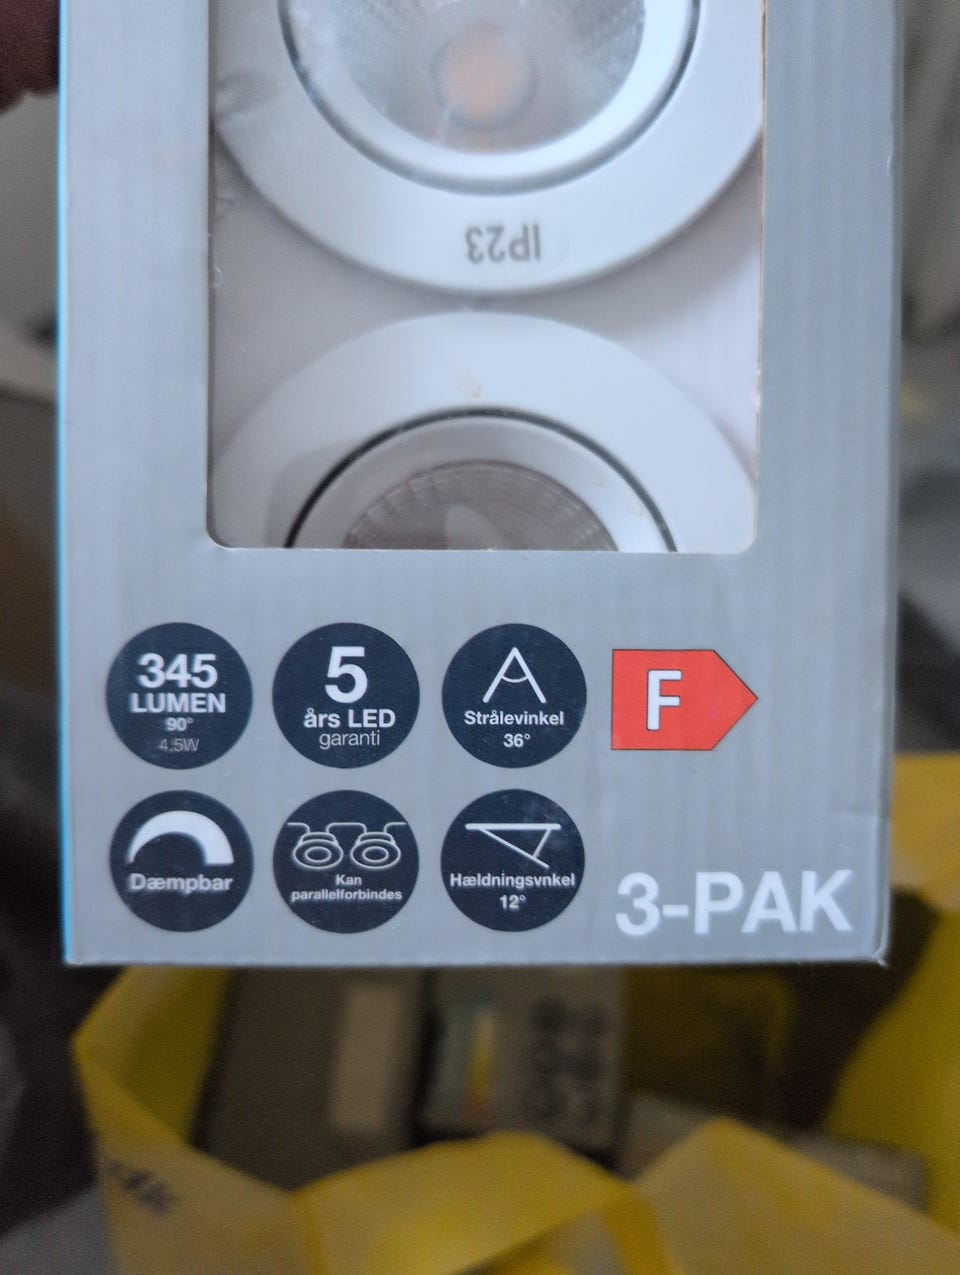 IP23
345
LUMEN
90°
4,5W
5
års LED
garanti
Strålevinkel
36°
F
Dæmpbar
Kan
parallelforbindes
Hældningsvnkel
12°
3-PAK